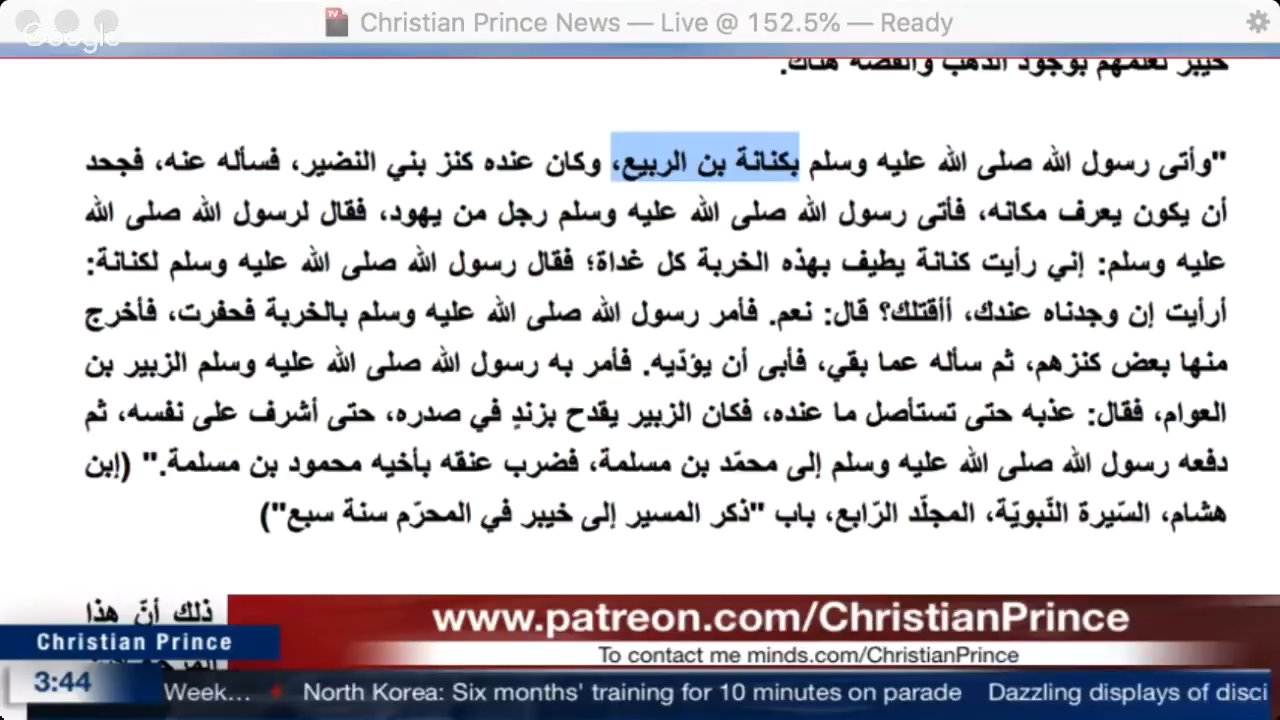 Christian Prince News — Live @ 152.5% — Ready
Google
خيبر لعلمهم بوجود الذهب والفضة هناك.
"وأتى رسول الله صلى الله عليه وسلم بكنانة بن الربيع، وكان عنده كنز بني النضير، فسأله عنه، فجحد
أن يكون يعرف مكانه، فأتى رسول الله صلى الله عليه وسلم رجل من يهود، فقال لرسول الله صلى الله
عليه وسلم: إني رأيت كنانة يطيف بهذه الخربة كل غداة؛ فقال رسول الله صلى الله عليه وسلم لكنانة:
أرأيت إن وجدناه عندك، أأقتلك؟ قال: نعم. فأمر رسول الله صلى الله عليه وسلم بالخربة فحفرت، فأخرج
منها بعض كنزهم، ثم سأله عما بقي، فأبى أن يؤدّيه. فأمر به رسول الله صلى الله عليه وسلم الزبير بن
العوام، فقال: عذبه حتى تستأصل ما عنده، فكان الزبير يقدح بزندٍ في صدره، حتى أشرف على نفسه، ثم
دفعه رسول الله صلى الله عليه وسلم إلى محمّد بن مسلمة، فضرب عنقه بأخيه محمود بن مسلمة." (إبن
هشام، السّيرة النّبويّة، المجلّد الرّابع، باب "ذكر المسير إلى خيبر في المحرّم سنة سبع")
ذلك أنّ هذا
www.patreon.com/ChristianPrince
Christian Prince
To contact me minds.com/ChristianPrince
3:44
Week... North Korea: Six months' training for 10 minutes on parade Dazzling displays of disci